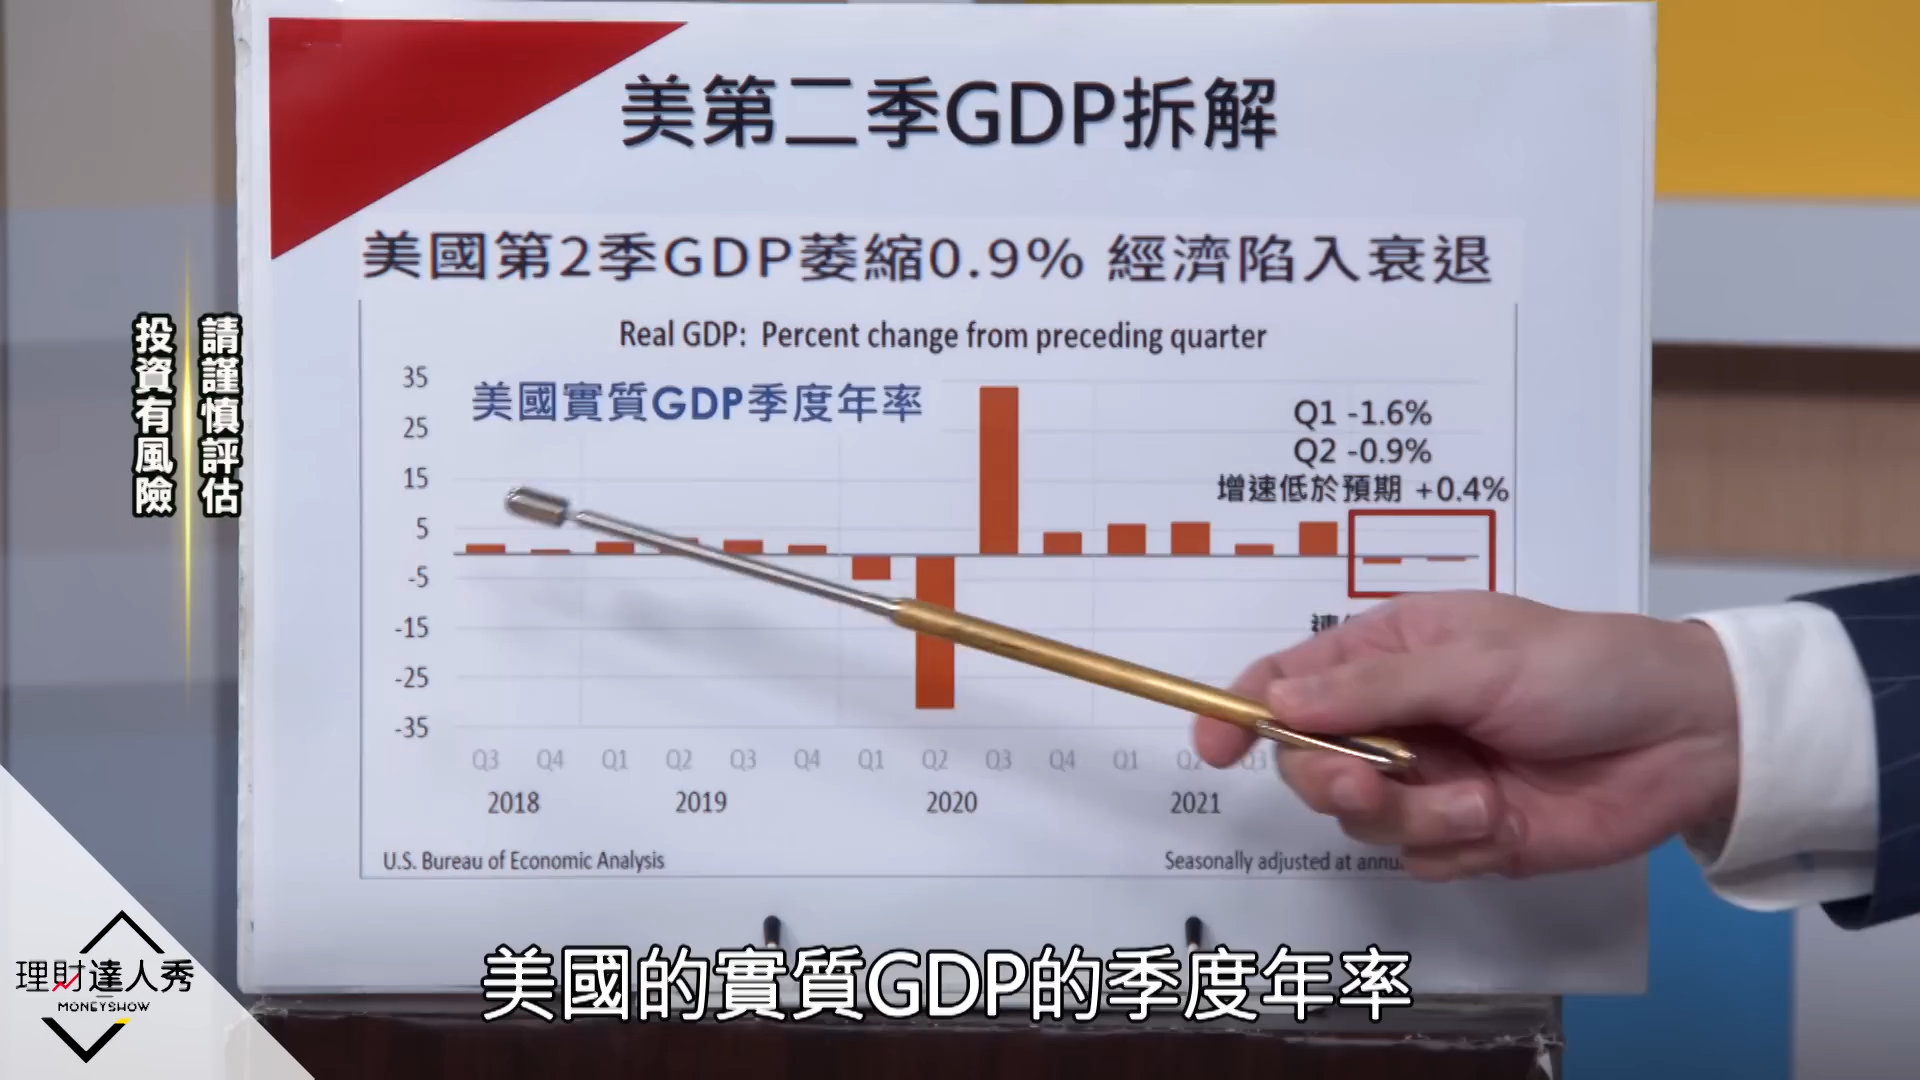 美第二季GDP拆解
美國第2季GDP萎縮0.9% 經濟陷入衰退
Real GDP: Percent change from preceding quarter
美國實質GDP季度年率
Q1 -1.6%
Q2 -0.9%
增速低於預期 +0.4%
35
25
15
5
-5
-15
-25
-35
Q3 Q4 Q1 Q2 Q3 Q4 Q1 Q2 Q3 Q4 Q1 Q2 Q3
2018 2019 2020 2021
U.S. Bureau of Economic Analysis
Seasonally adjusted at
請謹慎評估
投資有風險
理財達人秀
MONEYSHOW
美國的實質GDP的季度年率